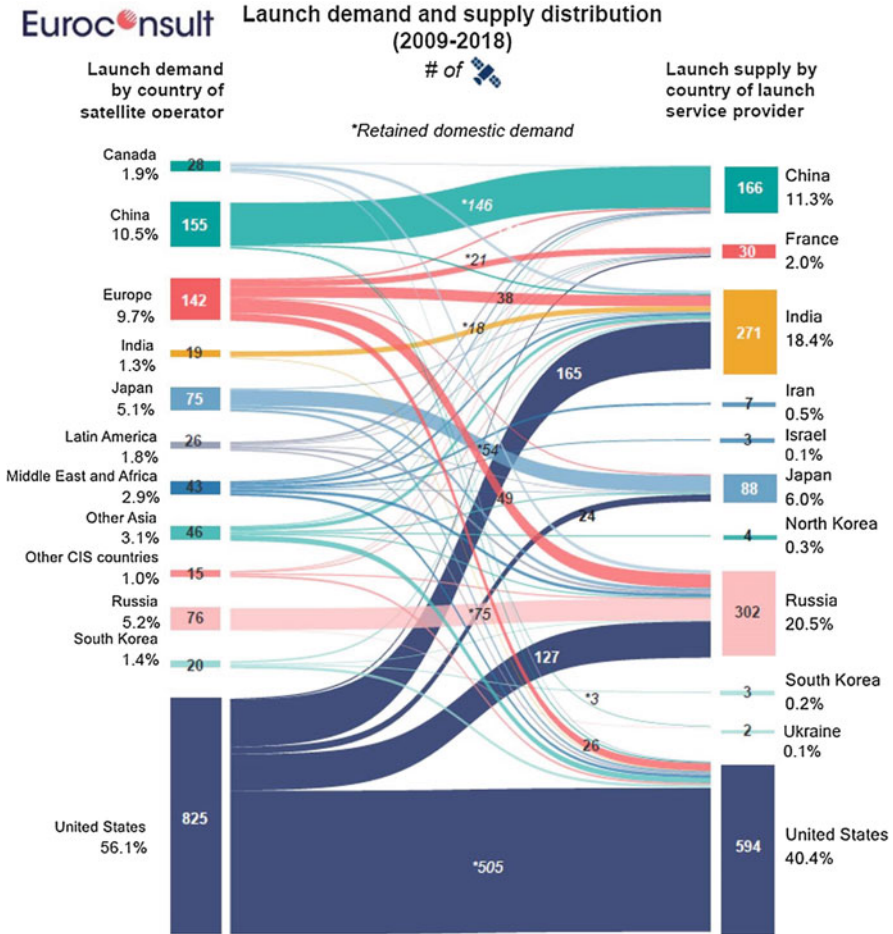 Euroconsult
Launch demand and supply distribution
(2009-2018)
# of
Launch demand
by country of
satellite operator
Launch supply by
country of launch
service provider
*Retained domestic demand
Canada
1.9%
28
China
10.5%
155
Europe
9.7%
142
India
1.3%
19
Japan
5.1%
75
Latin America
1.8%
26
Middle East and Africa
2.9%
43
Other Asia
3.1%
46
Other CIS countries
1.0%
15
Russia
5.2%
76
South Korea
1.4%
20
United States
56.1%
825
*146
*21
38
*18
165
*54
49
24
*75
127
*3
26
*505
166
China
11.3%
30
France
2.0%
271
India
18.4%
7
Iran
0.5%
3
Israel
0.1%
88
Japan
6.0%
4
North Korea
0.3%
302
Russia
20.5%
3
South Korea
0.2%
2
Ukraine
0.1%
594
United States
40.4%